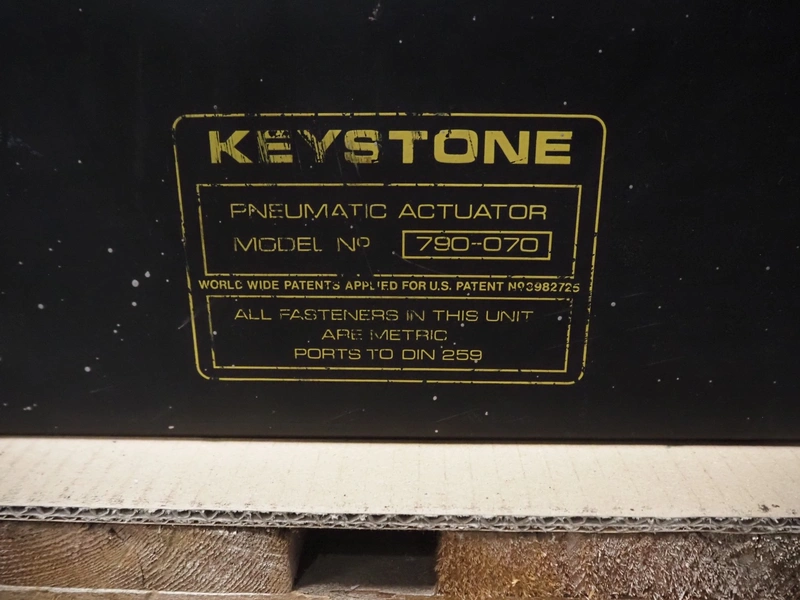 KEYSTONE
PNEUMATIC ACTUATOR
MODEL Nº 790-070
WORLD WIDE PATENTS APPLIED FOR U.S. PATENT Nº3982725
ALL FASTENERS IN THIS UNIT
ARE METRIC
PORTS TO DIN 259